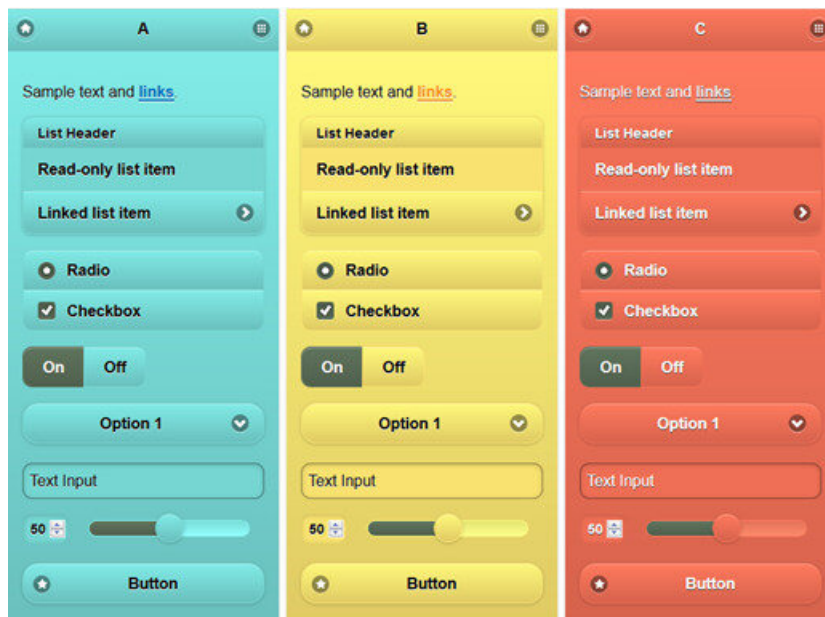 A
Sample text and links.
List Header
Read-only list item
Linked list item
Radio
Checkbox
On Off
Option 1
Text Input
50
Button
B
Sample text and links.
List Header
Read-only list item
Linked list item
Radio
Checkbox
On Off
Option 1
Text Input
50
Button
C
Sample text and links
List Header
Read-only list item
Linked list item
Radio
Checkbox
On Off
Option 1
Text Input
50
Button